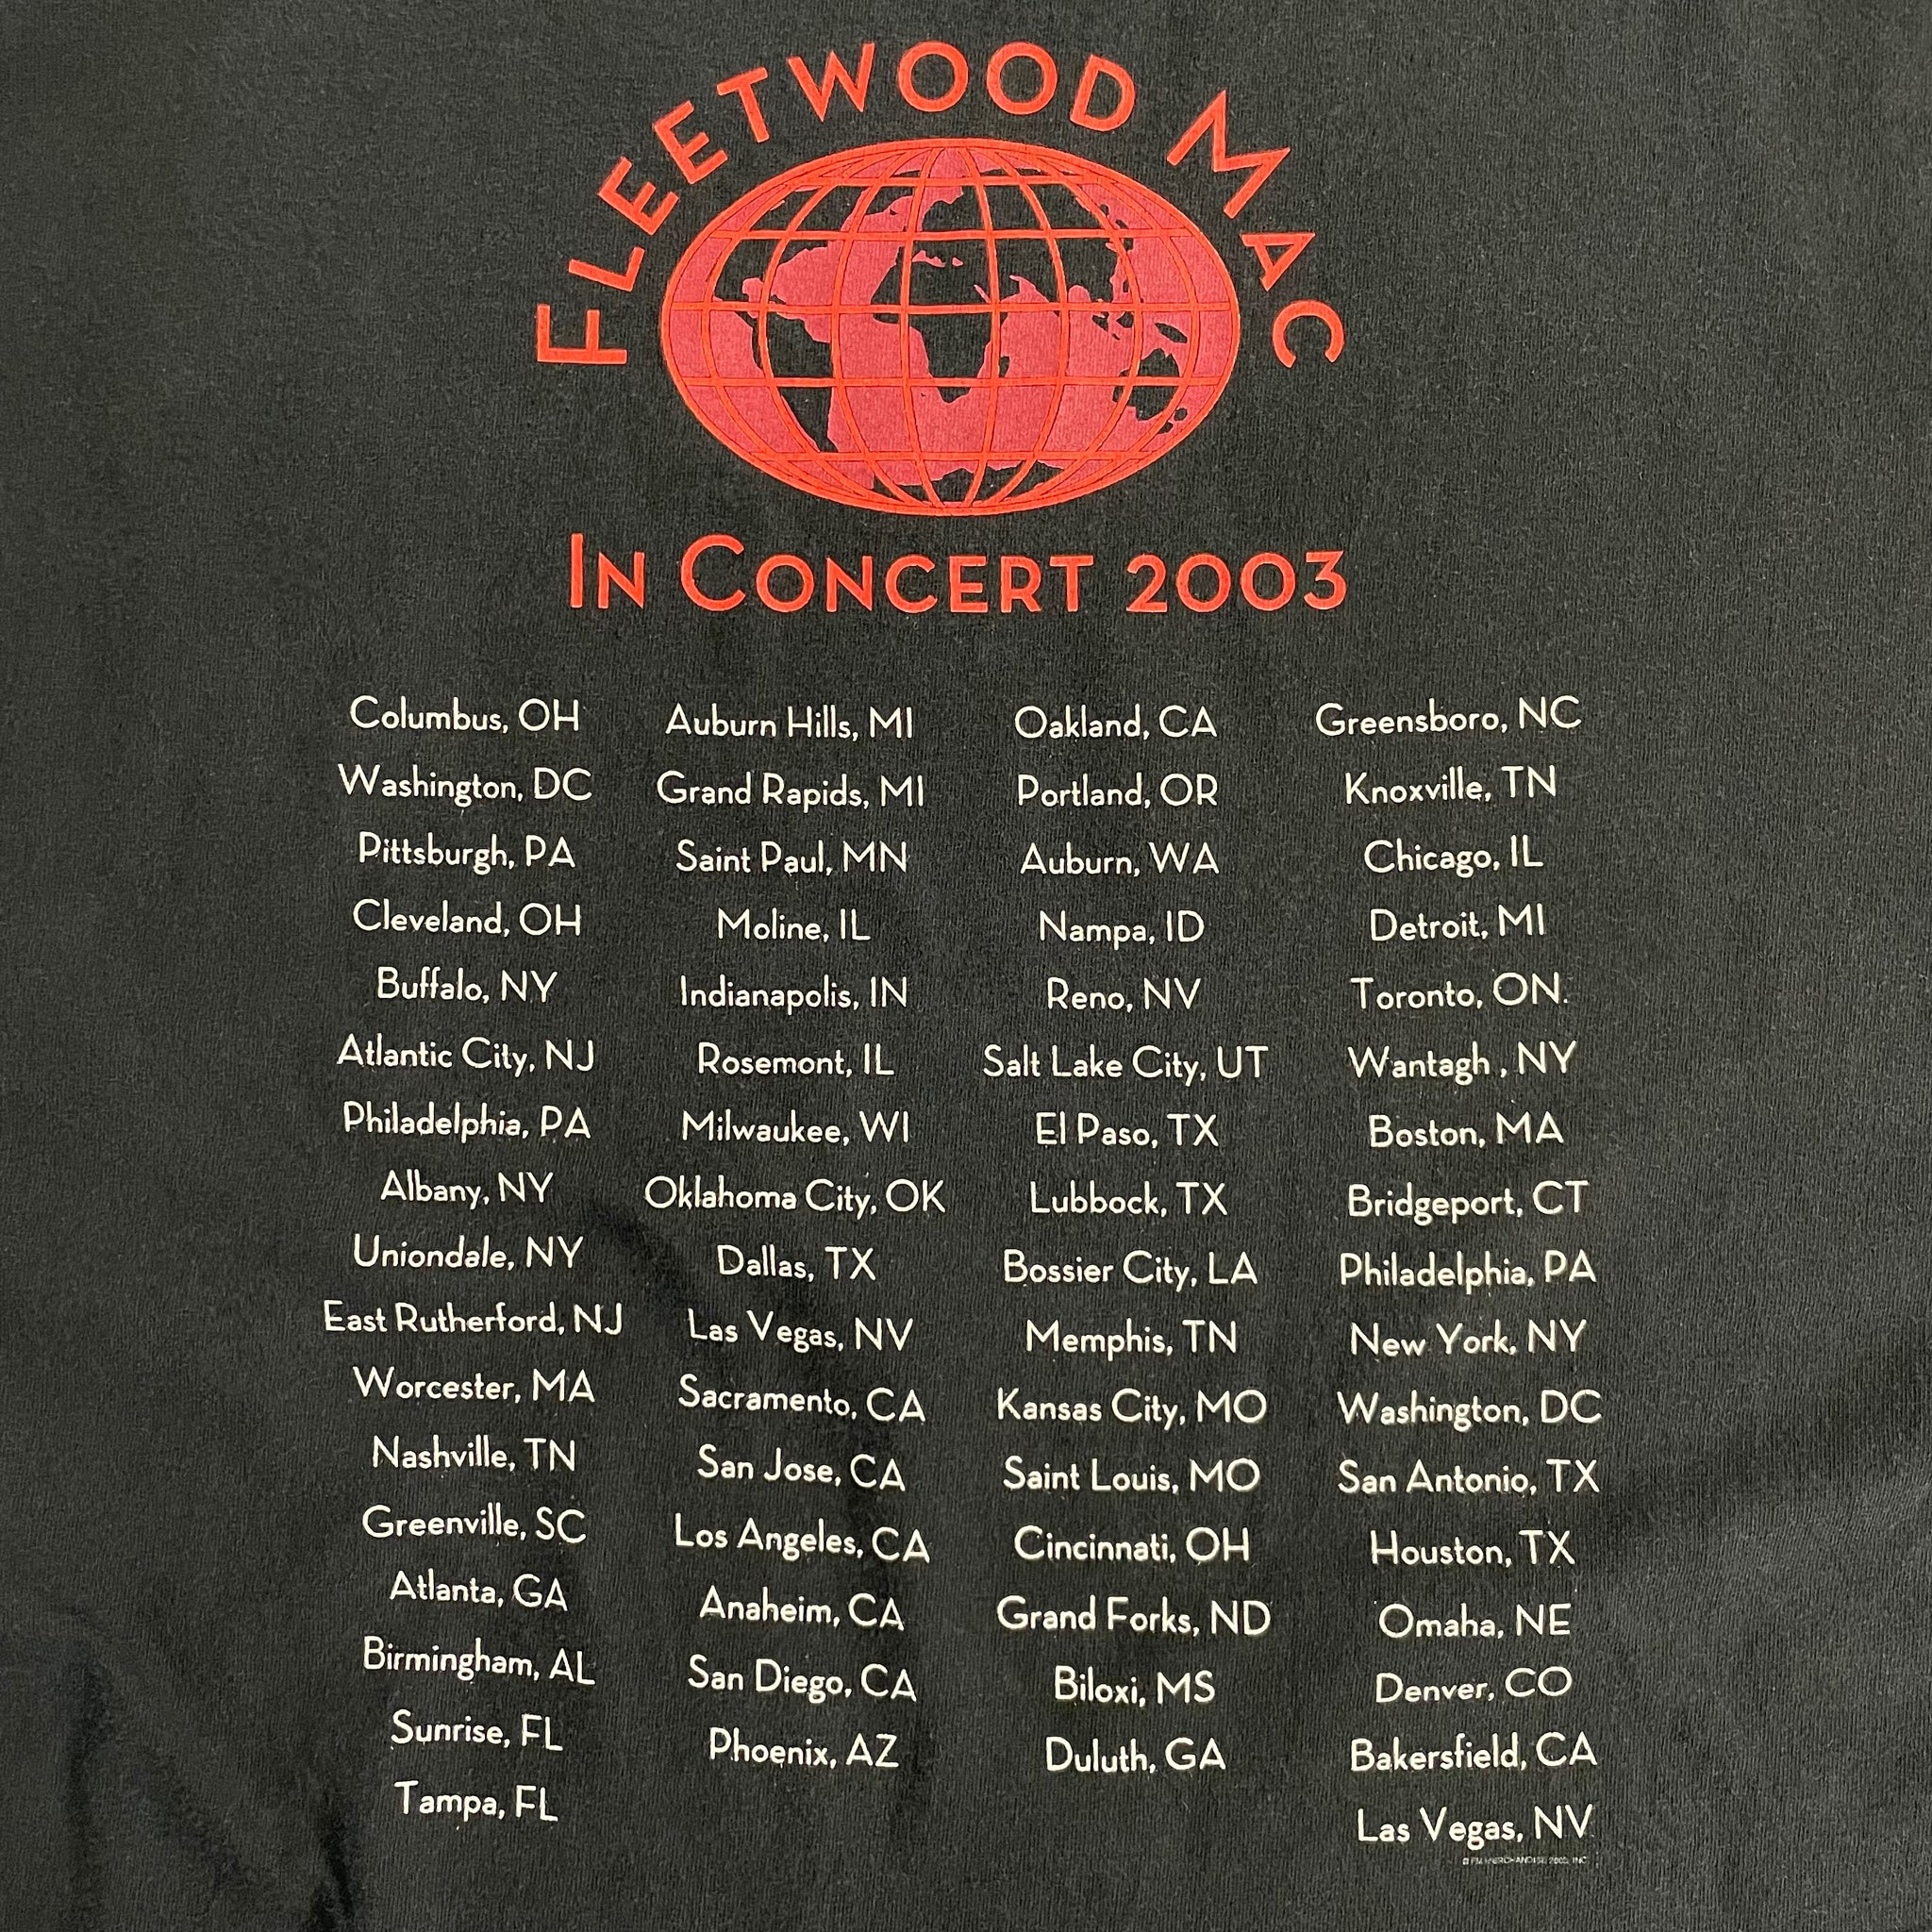 FLEETWOOD MAC
IN CONCERT 2003
Columbus, OH
Washington, DC
Pittsburgh, PA
Cleveland, OH
Buffalo, NY
Atlantic City, NJ
Philadelphia, PA
Albany, NY
Uniondale, NY
East Rutherford, NJ
Worcester, MA
Nashville, TN
Greenville, SC
Atlanta, GA
Birmingham, AL
Sunrise, FL
Tampa, FL
Auburn Hills, MI
Grand Rapids, MI
Saint Paul, MN
Moline, IL
Indianapolis, IN
Rosemont, IL
Milwaukee, WI
Oklahoma City, OK
Dallas, TX
Las Vegas, NV
Sacramento, CA
San Jose, CA
Los Angeles, CA
Anaheim, CA
San Diego, CA
Phoenix, AZ
Oakland, CA
Portland, OR
Auburn, WA
Nampa, ID
Reno, NV
Salt Lake City, UT
El Paso, TX
Lubbock, TX
Bossier City, LA
Memphis, TN
Kansas City, MO
Saint Louis, MO
Cincinnati, OH
Grand Forks, ND
Biloxi, MS
Duluth, GA
Greensboro, NC
Knoxville, TN
Chicago, IL
Detroit, MI
Toronto, ON.
Wantagh , NY
Boston, MA
Bridgeport, CT
Philadelphia, PA
New York, NY
Washington, DC
San Antonio, TX
Houston, TX
Omaha, NE
Denver, CO
Bakersfield, CA
Las Vegas, NV
MERCHANDISE INC